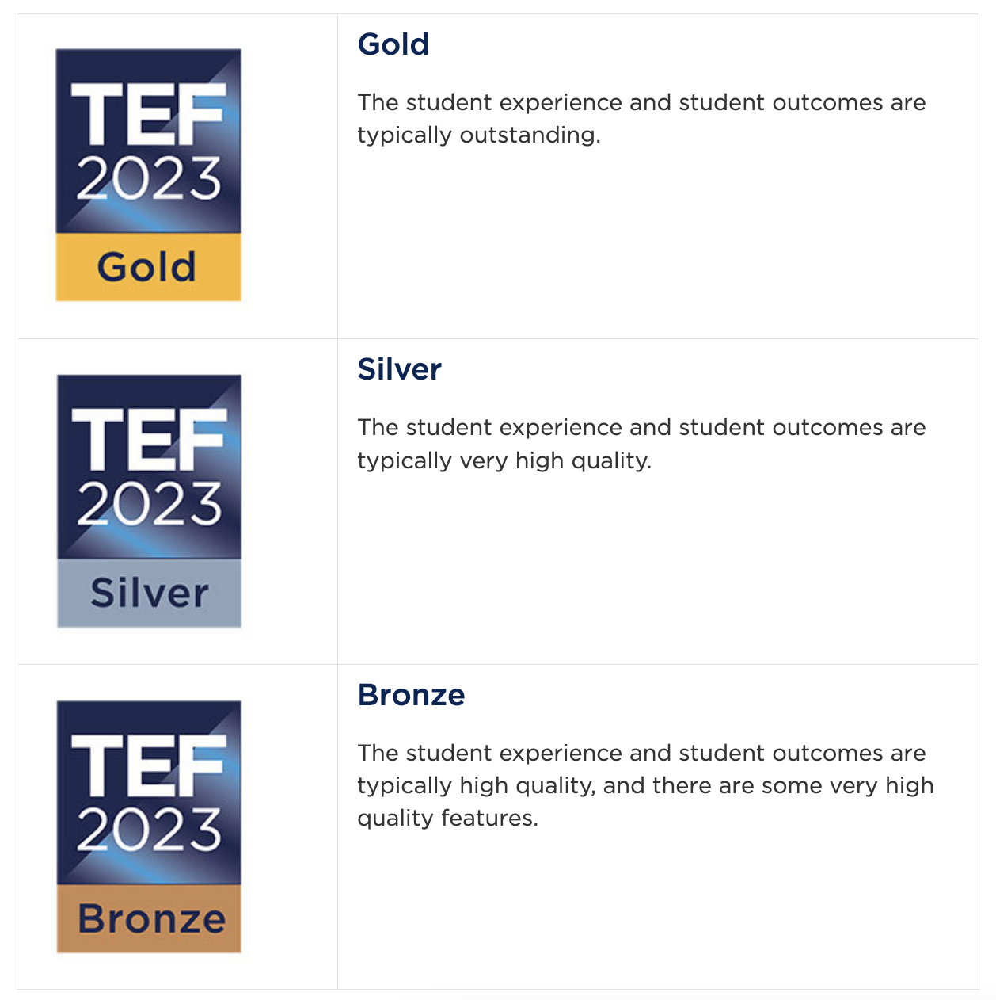 TEF
2023
Gold
Gold
The student experience and student outcomes are
typically outstanding.
TEF
2023
Silver
Silver
The student experience and student outcomes are
typically very high quality.
TEF
2023
Bronze
Bronze
The student experience and student outcomes are
typically high quality, and there are some very high
quality features.